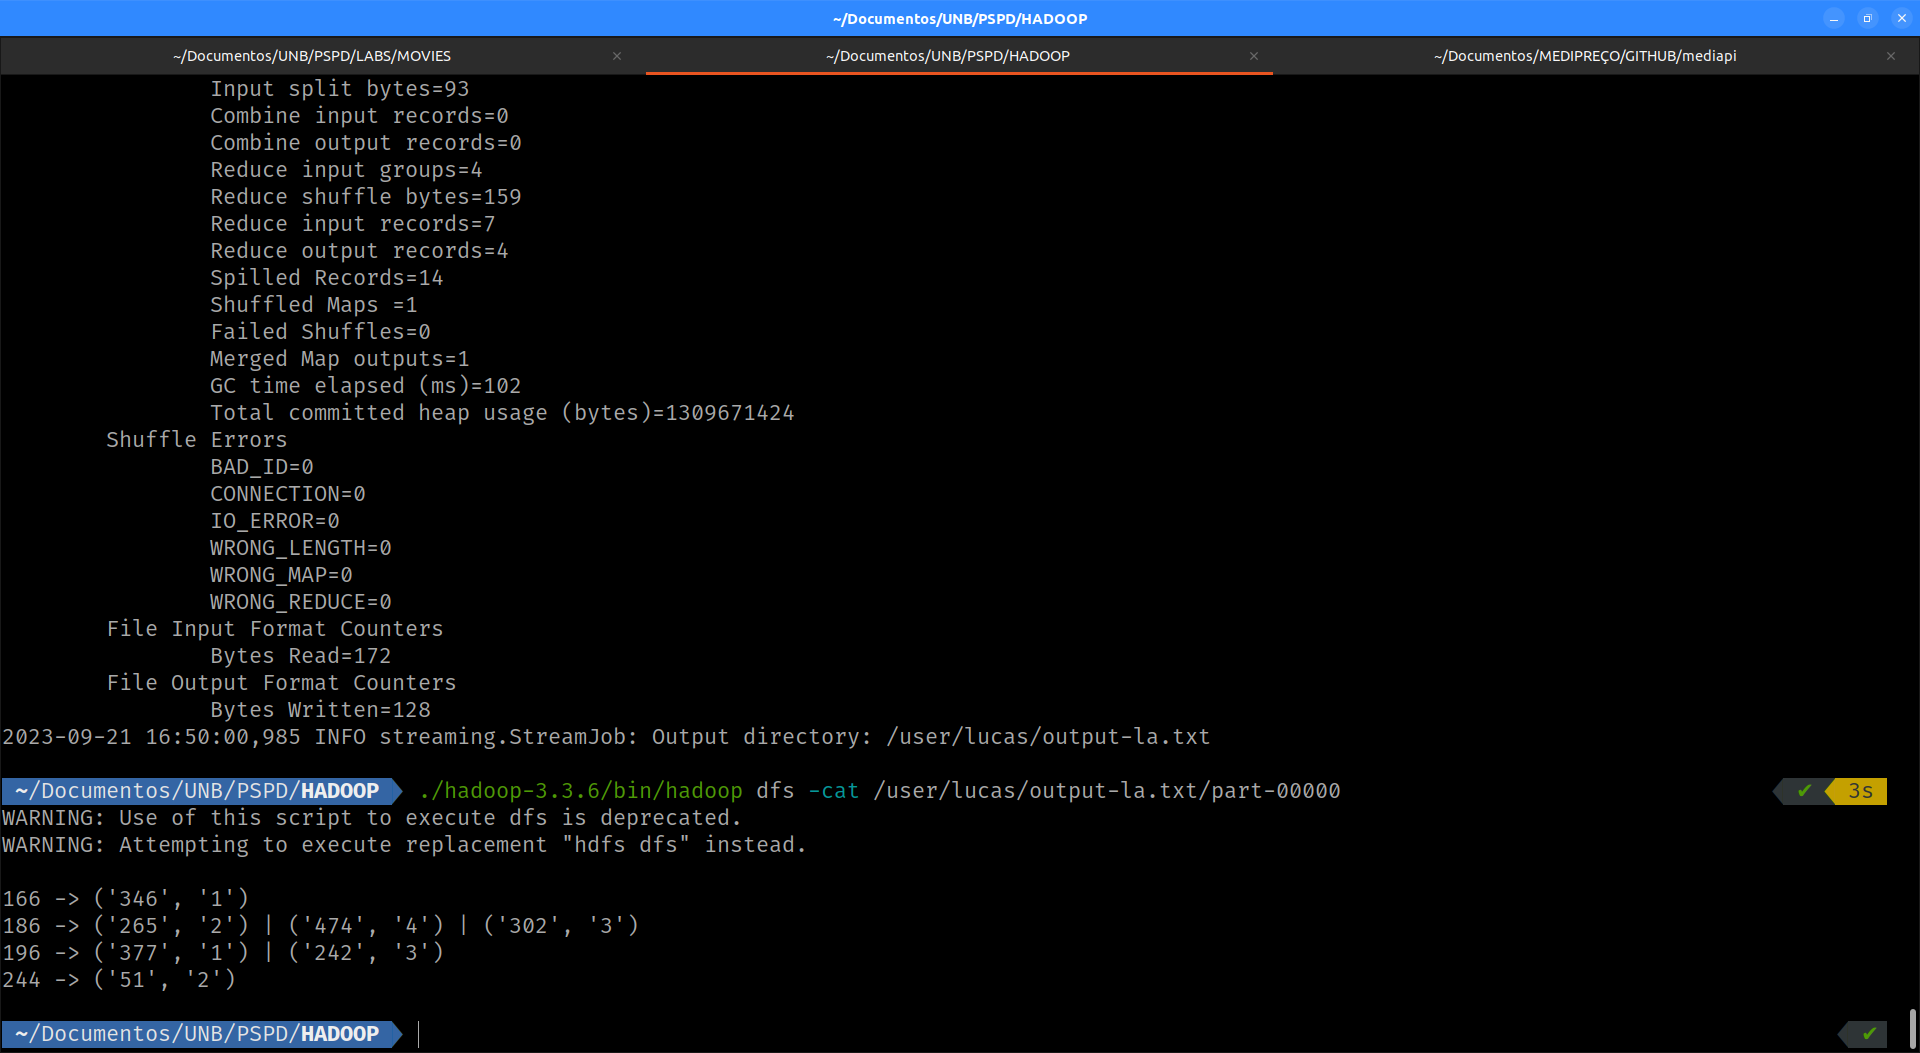 ~/Documentos/UNB/PSPD/HADOOP
~/Documentos/UNB/PSPD/LABS/MOVIES × ~/Documentos/UNB/PSPD/HADOOP × ~/Documentos/MEDIPREÇO/GITHUB/mediapi ×
Input split bytes=93
Combine input records=0
Combine output records=0
Reduce input groups=4
Reduce shuffle bytes=159
Reduce input records=7
Reduce output records=4
Spilled Records=14
Shuffled Maps =1
Failed Shuffles=0
Merged Map outputs=1
GC time elapsed (ms)=102
Total committed heap usage (bytes)=1309671424
Shuffle Errors
BAD_ID=0
CONNECTION=0
IO_ERROR=0
WRONG_LENGTH=0
WRONG_MAP=0
WRONG_REDUCE=0
File Input Format Counters
Bytes Read=172
File Output Format Counters
Bytes Written=128
2023-09-21 16:50:00,985 INFO streaming.StreamJob: Output directory: /user/lucas/output-la.txt
~/Documentos/UNB/PSPD/HADOOP ./hadoop-3.3.6/bin/hadoop dfs -cat /user/lucas/output-la.txt/part-00000 ✔ 3s
WARNING: Use of this script to execute dfs is deprecated.
WARNING: Attempting to execute replacement "hdfs dfs" instead.
166 -> ('346', '1')
186 -> ('265', '2') | ('474', '4') | ('302', '3')
196 -> ('377', '1') | ('242', '3')
244 -> ('51', '2')
~/Documentos/UNB/PSPD/HADOOP ✔